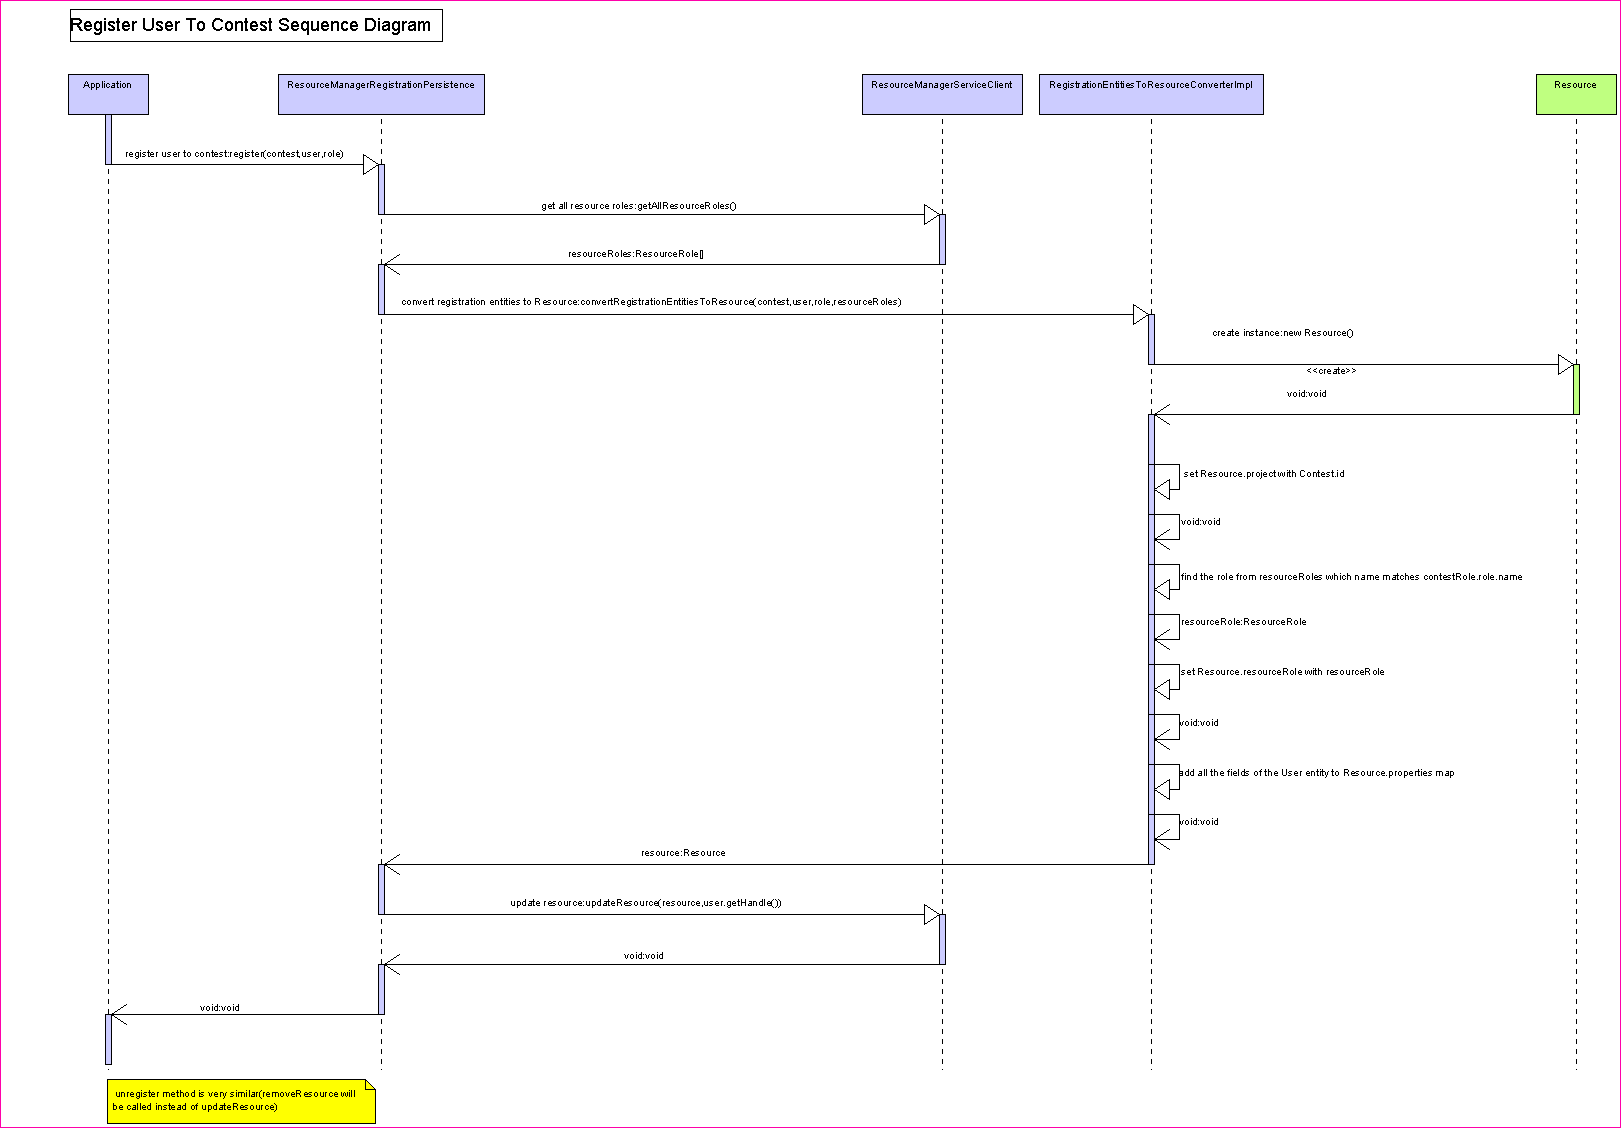 Register User To Contest Sequence Diagram
Application
ResourceManagerRegistrationPersistence
ResourceManagerServiceClient
RegistrationEntitiesToResourceConverterImpl
Resource
register user to contest:register(contest,user,role)
get all resource roles:getAllResourceRoles()
resourceRoles:ResourceRole[]
convert registration entities to Resource:convertRegistrationEntitiesToResource(contest,user,role,resourceRoles)
create instance:new Resource()
<<create>>
void:void
set Resource.project with Contest.id
void:void
find the role from resourceRoles which name matches contestRole.role.name
resourceRole:ResourceRole
set Resource.resourceRole with resourceRole
void:void
add all the fields of the User entity to Resource.properties map
void:void
resource:Resource
update resource:updateResource(resource,user.getHandle())
void:void
void:void
unregister method is very similar(removeResource will
be called instead of updateResource)